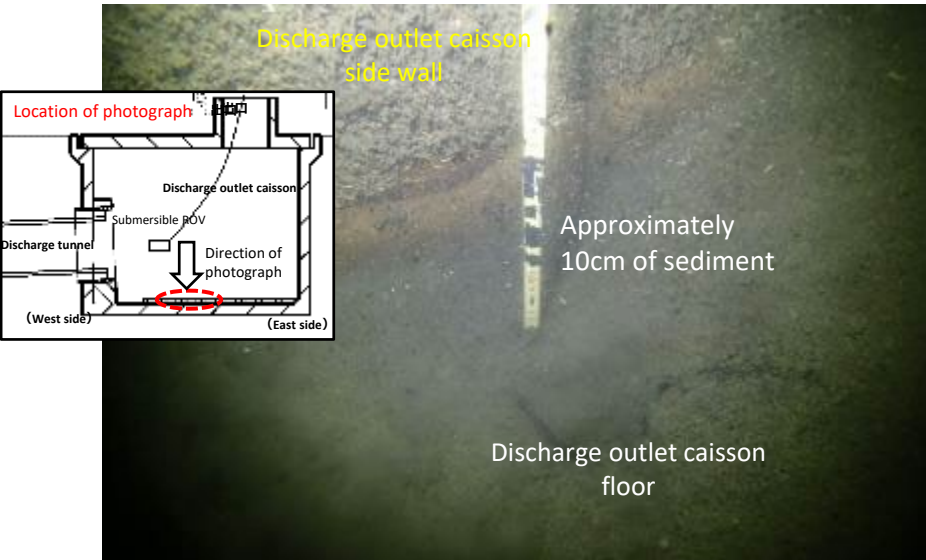 Discharge outlet caisson
side wall
Location of photograph
Discharge outlet caisson
Submersible ROV
Discharge tunnel
Direction of
photograph
(West side)
(East side)
Approximately
10cm of sediment
Discharge outlet caisson
floor